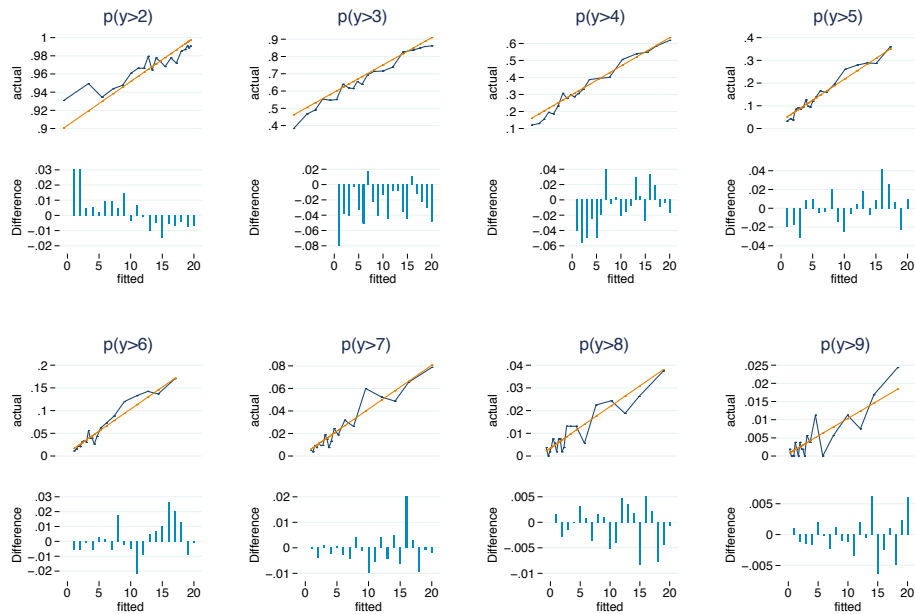 p(y>2)
1
.98
.96
.94
.92
.9
actual
.03
.02
.01
0
−.01
−.02
Difference
0 5 10 15 20
fitted
p(y>3)
.9
.8
.7
.6
.5
.4
actual
.02
0
−.02
−.04
−.06
−.08
Difference
0 5 10 15 20
fitted
p(y>4)
.6
.5
.4
.3
.2
.1
actual
.04
.02
0
−.02
−.04
−.06
Difference
0 5 10 15 20
fitted
p(y>5)
.4
.3
.2
.1
0
actual
.04
.02
0
−.02
−.04
Difference
0 5 10 15 20
fitted
p(y>6)
.2
.15
.1
.05
0
actual
.03
.02
.01
0
−.01
−.02
Difference
0 5 10 15 20
fitted
p(y>7)
.08
.06
.04
.02
0
actual
.02
.01
0
−.01
Difference
0 5 10 15 20
fitted
p(y>8)
.04
.03
.02
.01
0
actual
.005
0
−.005
−.01
Difference
0 5 10 15 20
fitted
p(y>9)
.025
.02
.015
.01
.005
0
actual
.005
0
−.005
Difference
0 5 10 15 20
fitted